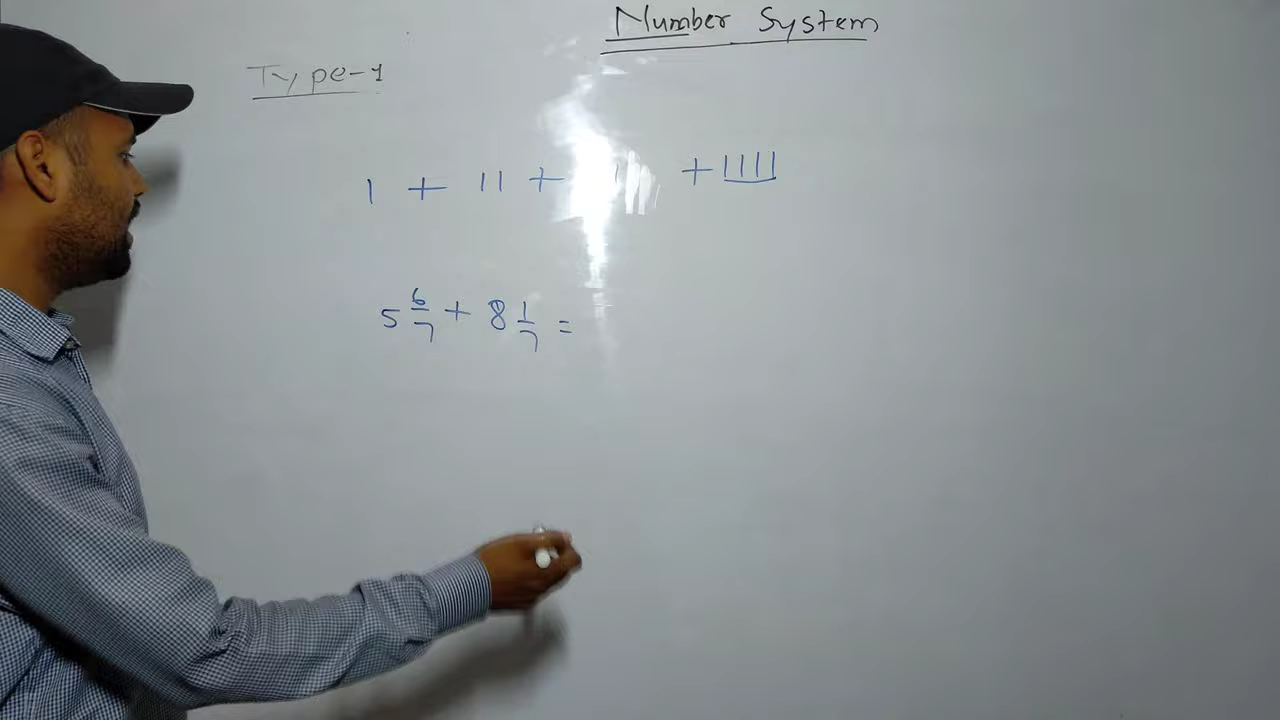 Number System
Type-1
1 + 11 + + 1111
5 6/7 + 8 1/7 =